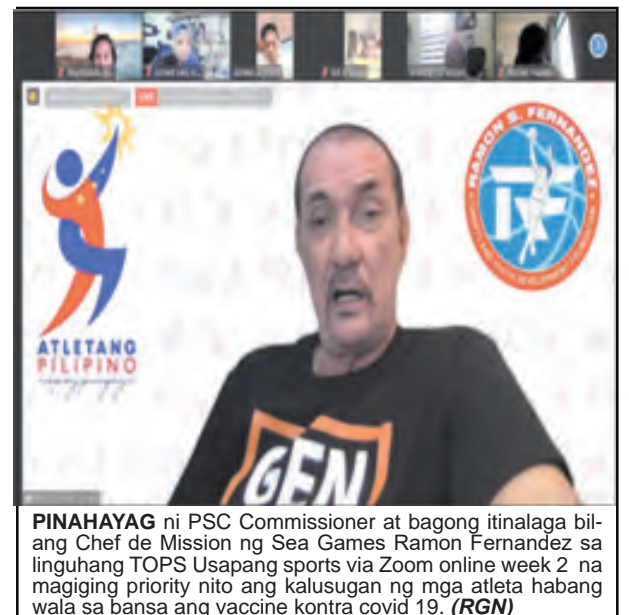 LIVE
RAMON S. FERNANDEZ
RF
ATLETANG
PILIPINO
GEN
PINAHAYAG ni PSC Commissioner at bagong itinalaga bil-
ang Chef de Mission ng Sea Games Ramon Fernandez sa
linguhang TOPS Usapang sports via Zoom online week 2 na
magiging priority nito ang kalusugan ng mga atleta habang
wala sa bansa ang vaccine kontra covid 19. (RGN)